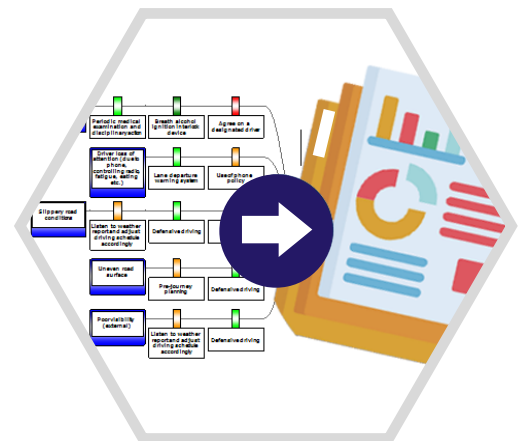 Periodic medical
examination and
disciplinary action
Breath alcohol
ignition interlock
device
Agree on a
designated driver
Driver loss of
attention (due to
phone,
controlling radio,
fatigue, eating
etc.)
Lane departure
warning system
Use of phone
policy
Slippery road
conditions
Listen to weather
report and adjust
driving schedule
accordingly
Defensive driving
Uneven road
surface
Pre-journey
planning
Defensive driving
Poor visibility
(external)
Listen to weather
report and adjust
driving schedule
accordingly
Defensive driving